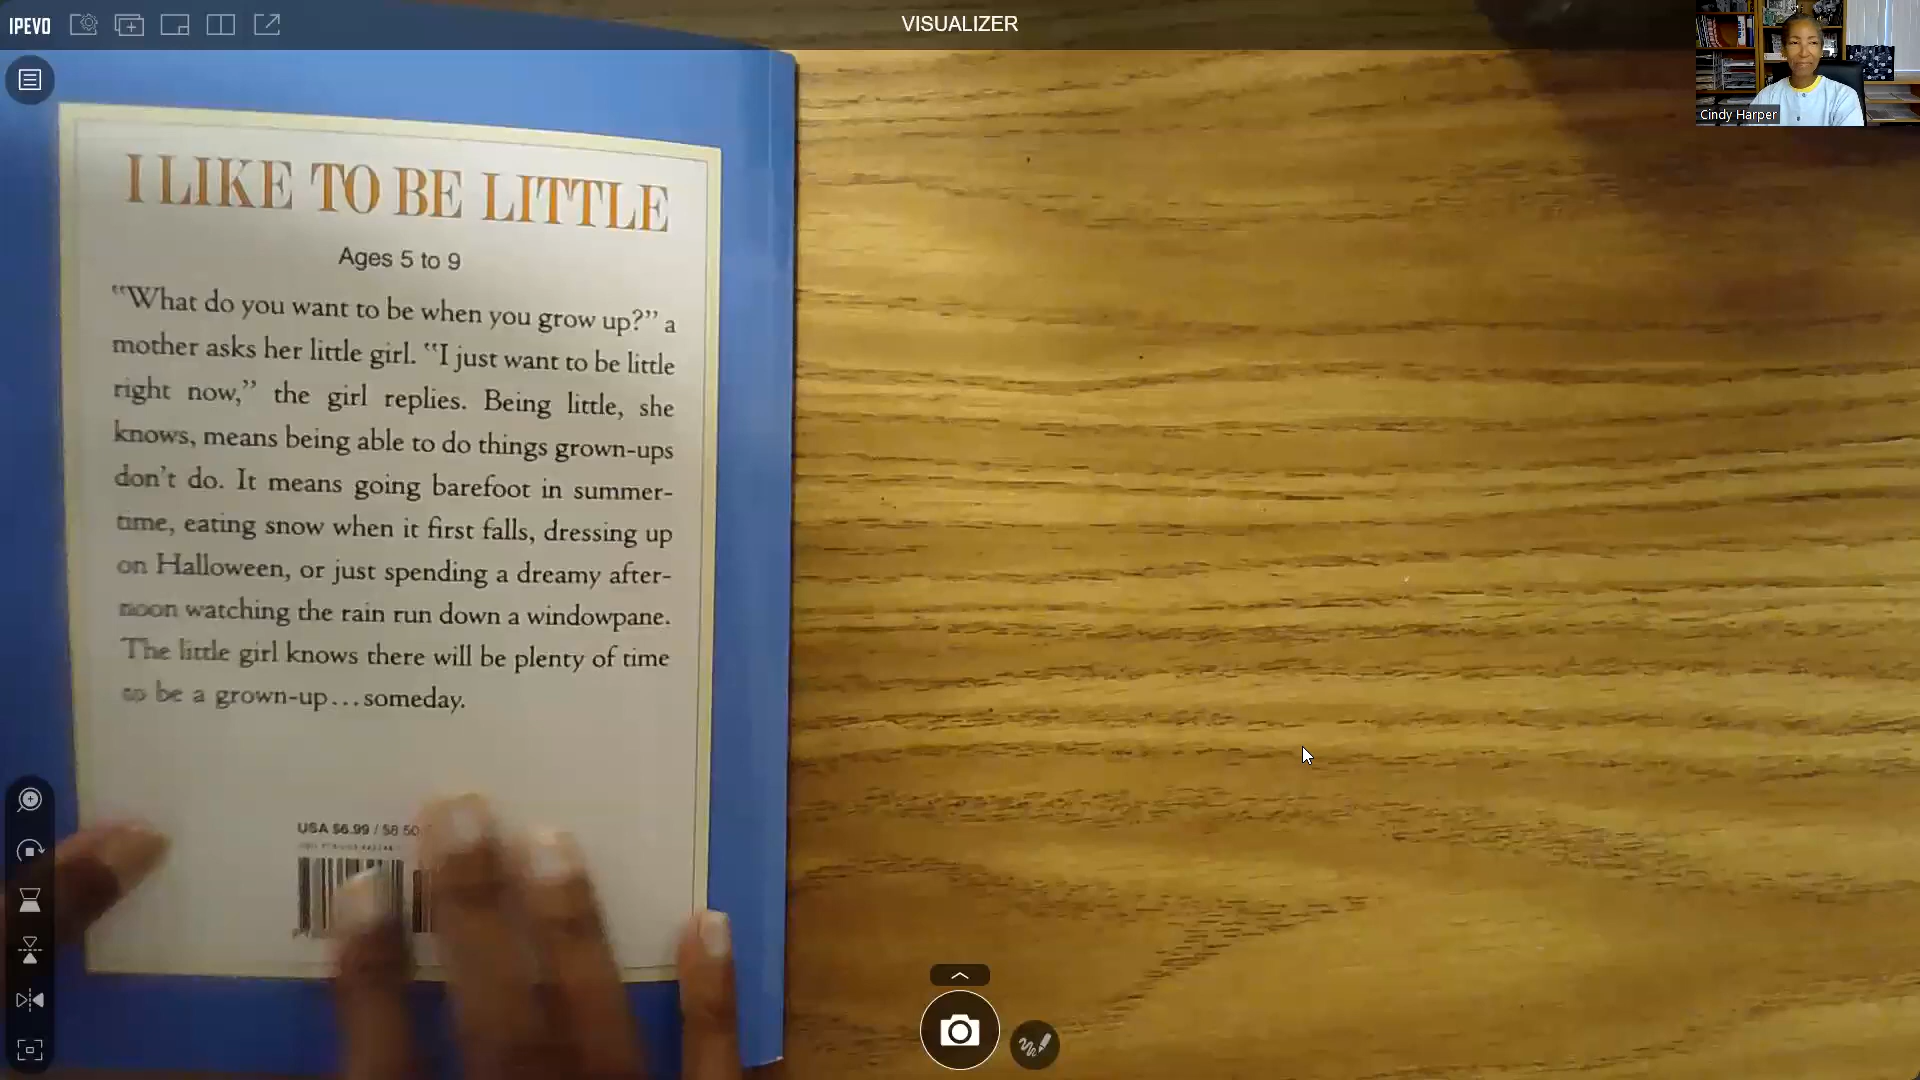 IPEVO
VISUALIZER
Cindy Harper
I LIKE TO BE LITTLE
Ages 5 to 9
“What do you want to be when you grow up?” a
mother asks her little girl. “I just want to be little
right now,” the girl replies. Being little, she
knows, means being able to do things grown-ups
don’t do. It means going barefoot in summer-
time, eating snow when it first falls, dressing up
on Halloween, or just spending a dreamy after-
noon watching the rain run down a windowpane.
The little girl knows there will be plenty of time
to be a grown-up...someday.
USA $6.99 / $8.50